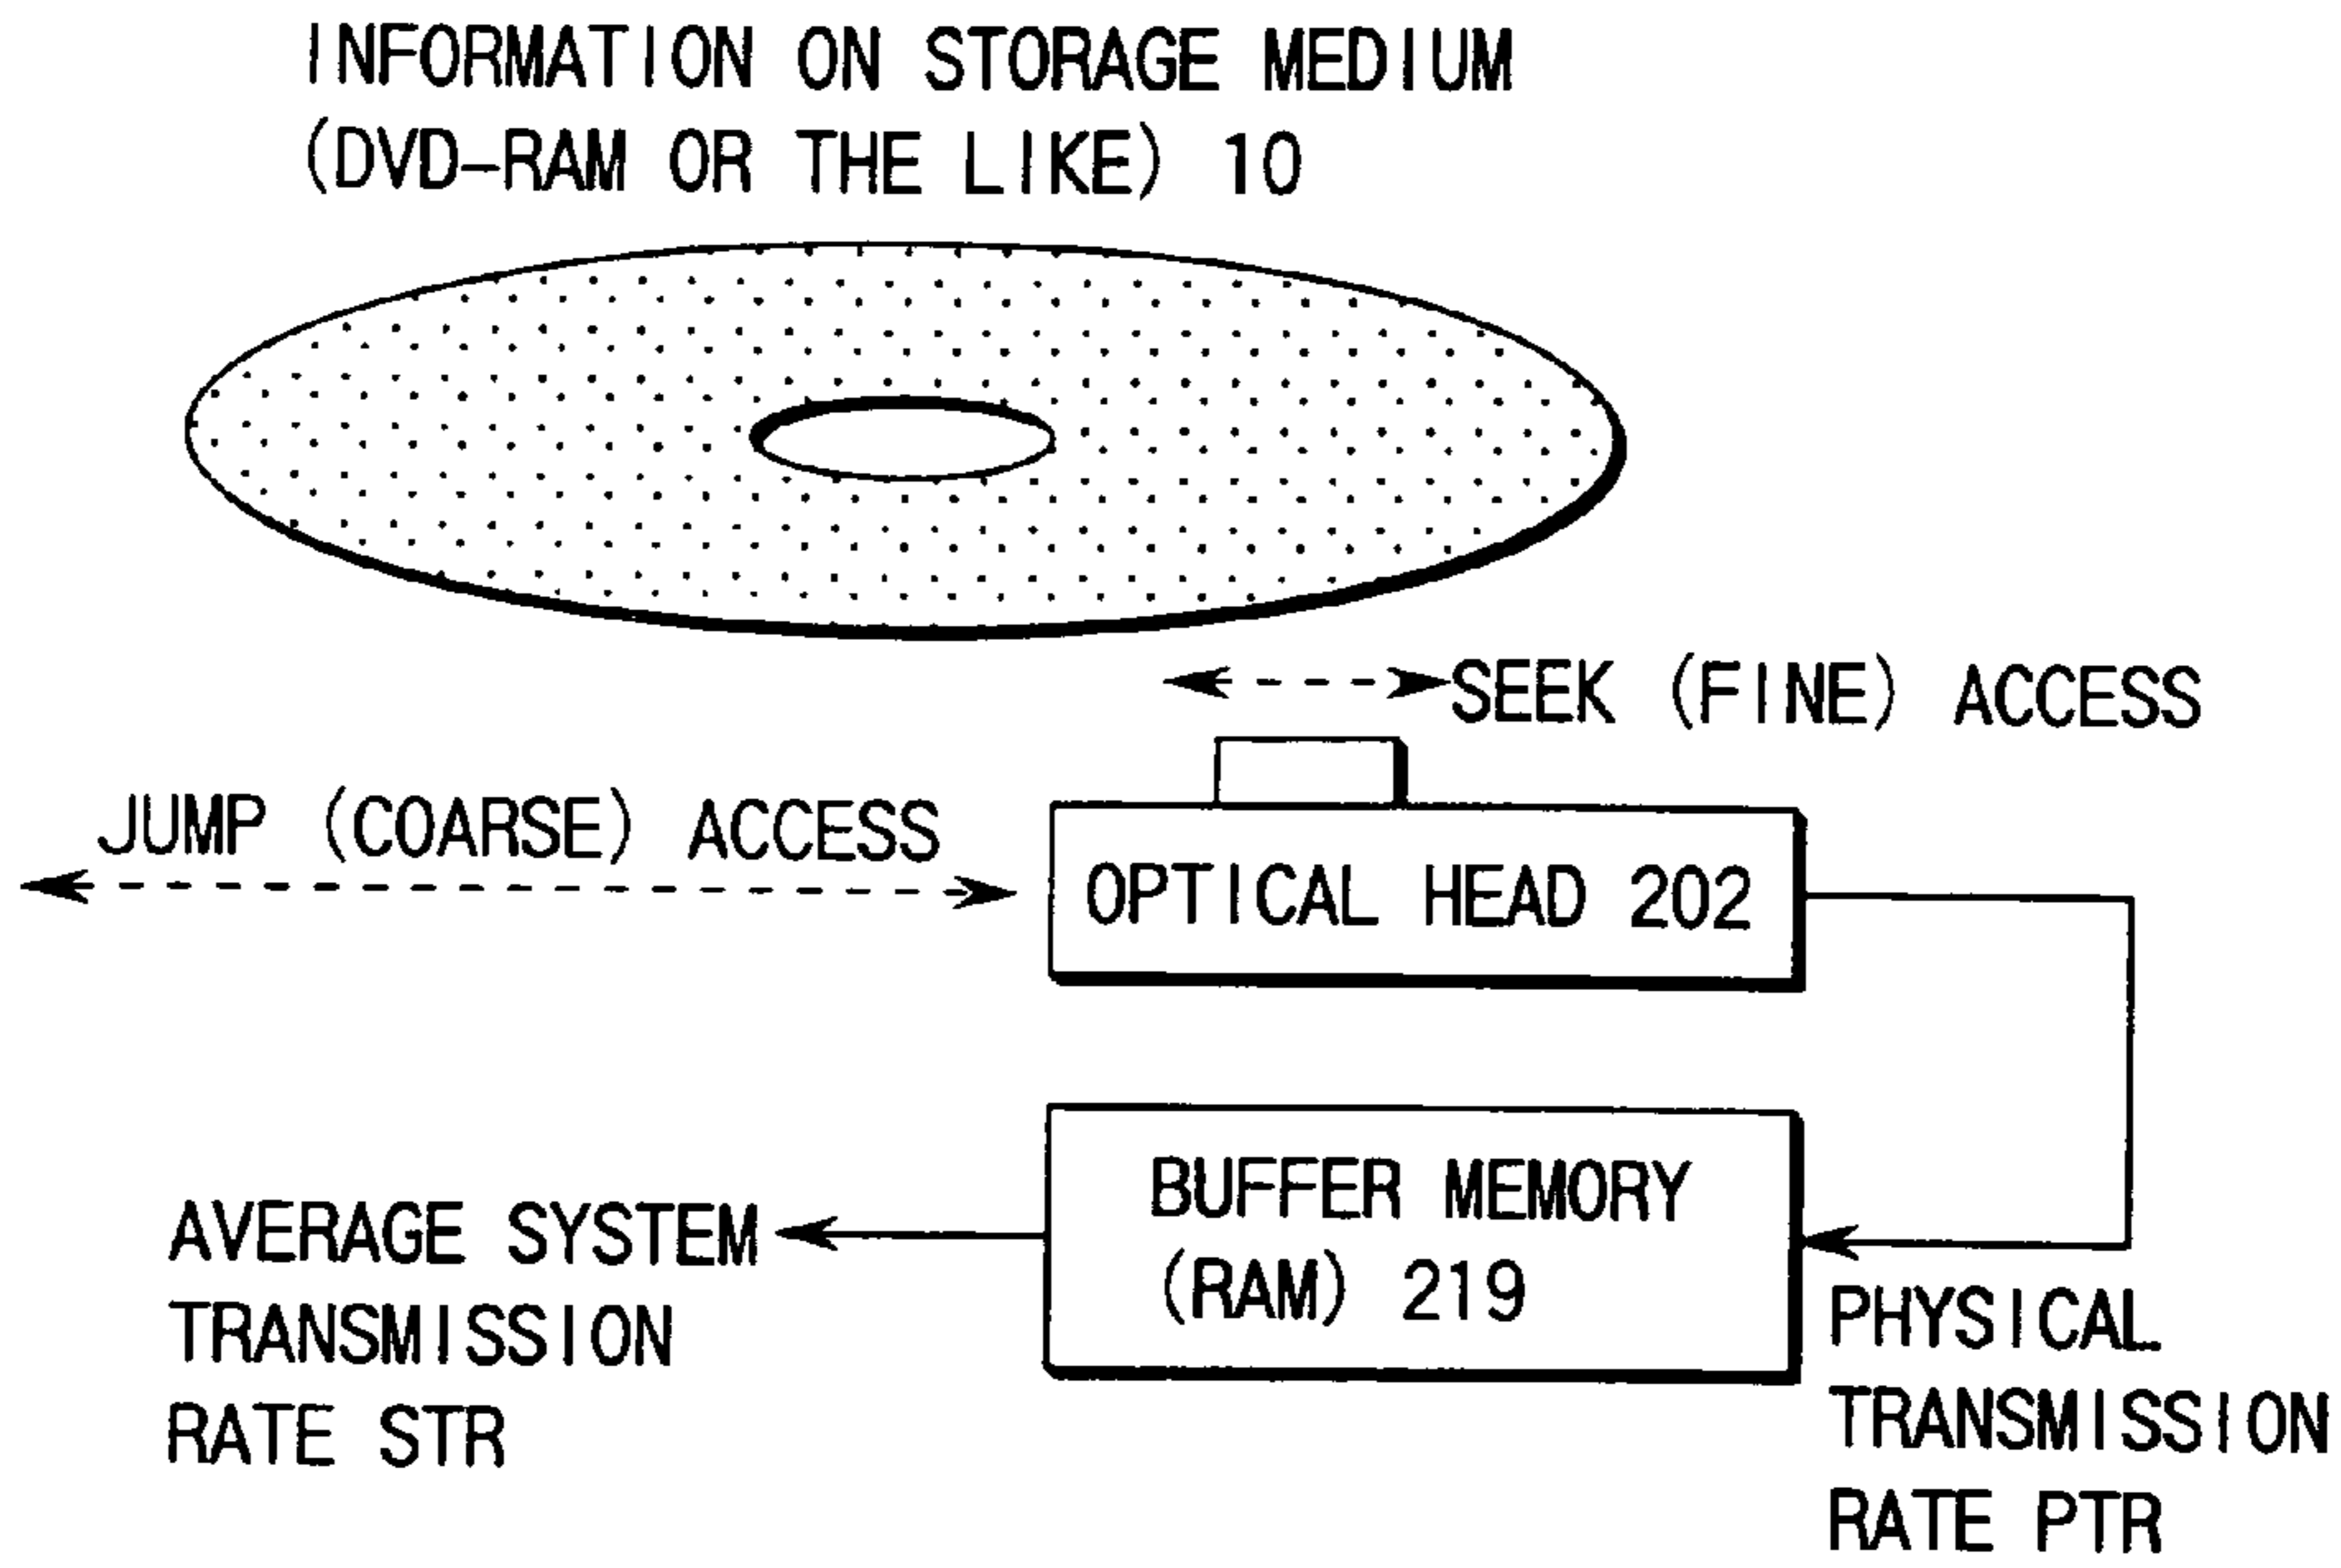 INFORMATION ON STORAGE MEDIUM
(DVD-RAM OR THE LIKE) 10
SEEK (FINE) ACCESS
JUMP (COARSE) ACCESS
OPTICAL HEAD 202
BUFFER MEMORY
(RAM) 219
AVERAGE SYSTEM
TRANSMISSION
RATE STR
PHYSICAL
TRANSMISSION
RATE PTR